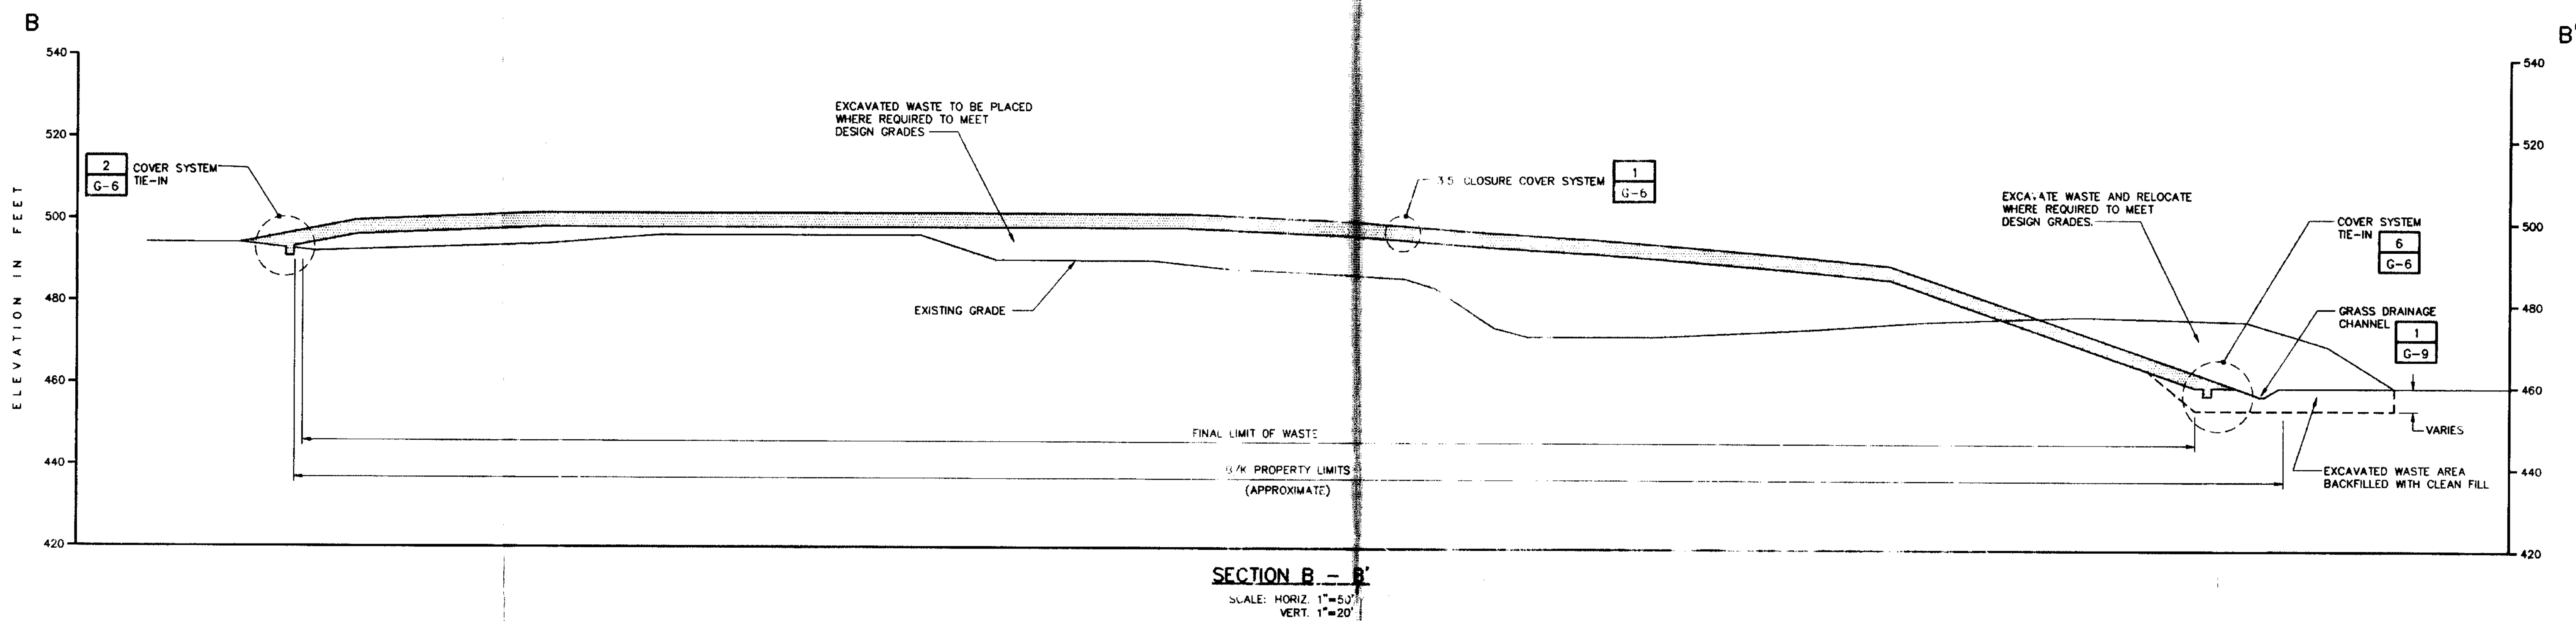 B
B'
540
520
500
480
460
440
420
ELEVATION IN FEET
2
G-6
COVER SYSTEM
TIE-IN
EXCAVATED WASTE TO BE PLACED
WHERE REQUIRED TO MEET
DESIGN GRADES
EXISTING GRADE
3.5 CLOSURE COVER SYSTEM
1
G-6
EXCAVATE WASTE AND RELOCATE
WHERE REQUIRED TO MEET
DESIGN GRADES.
COVER SYSTEM
TIE-IN
6
G-6
GRASS DRAINAGE
CHANNEL
1
G-9
VARIES
EXCAVATED WASTE AREA
BACKFILLED WITH CLEAN FILL
FINAL LIMIT OF WASTE
PROPERTY LIMITS
(APPROXIMATE)
540
520
500
480
460
440
420
SECTION B - B'
SCALE: HORIZ. 1"=50'
VERT. 1"=20'